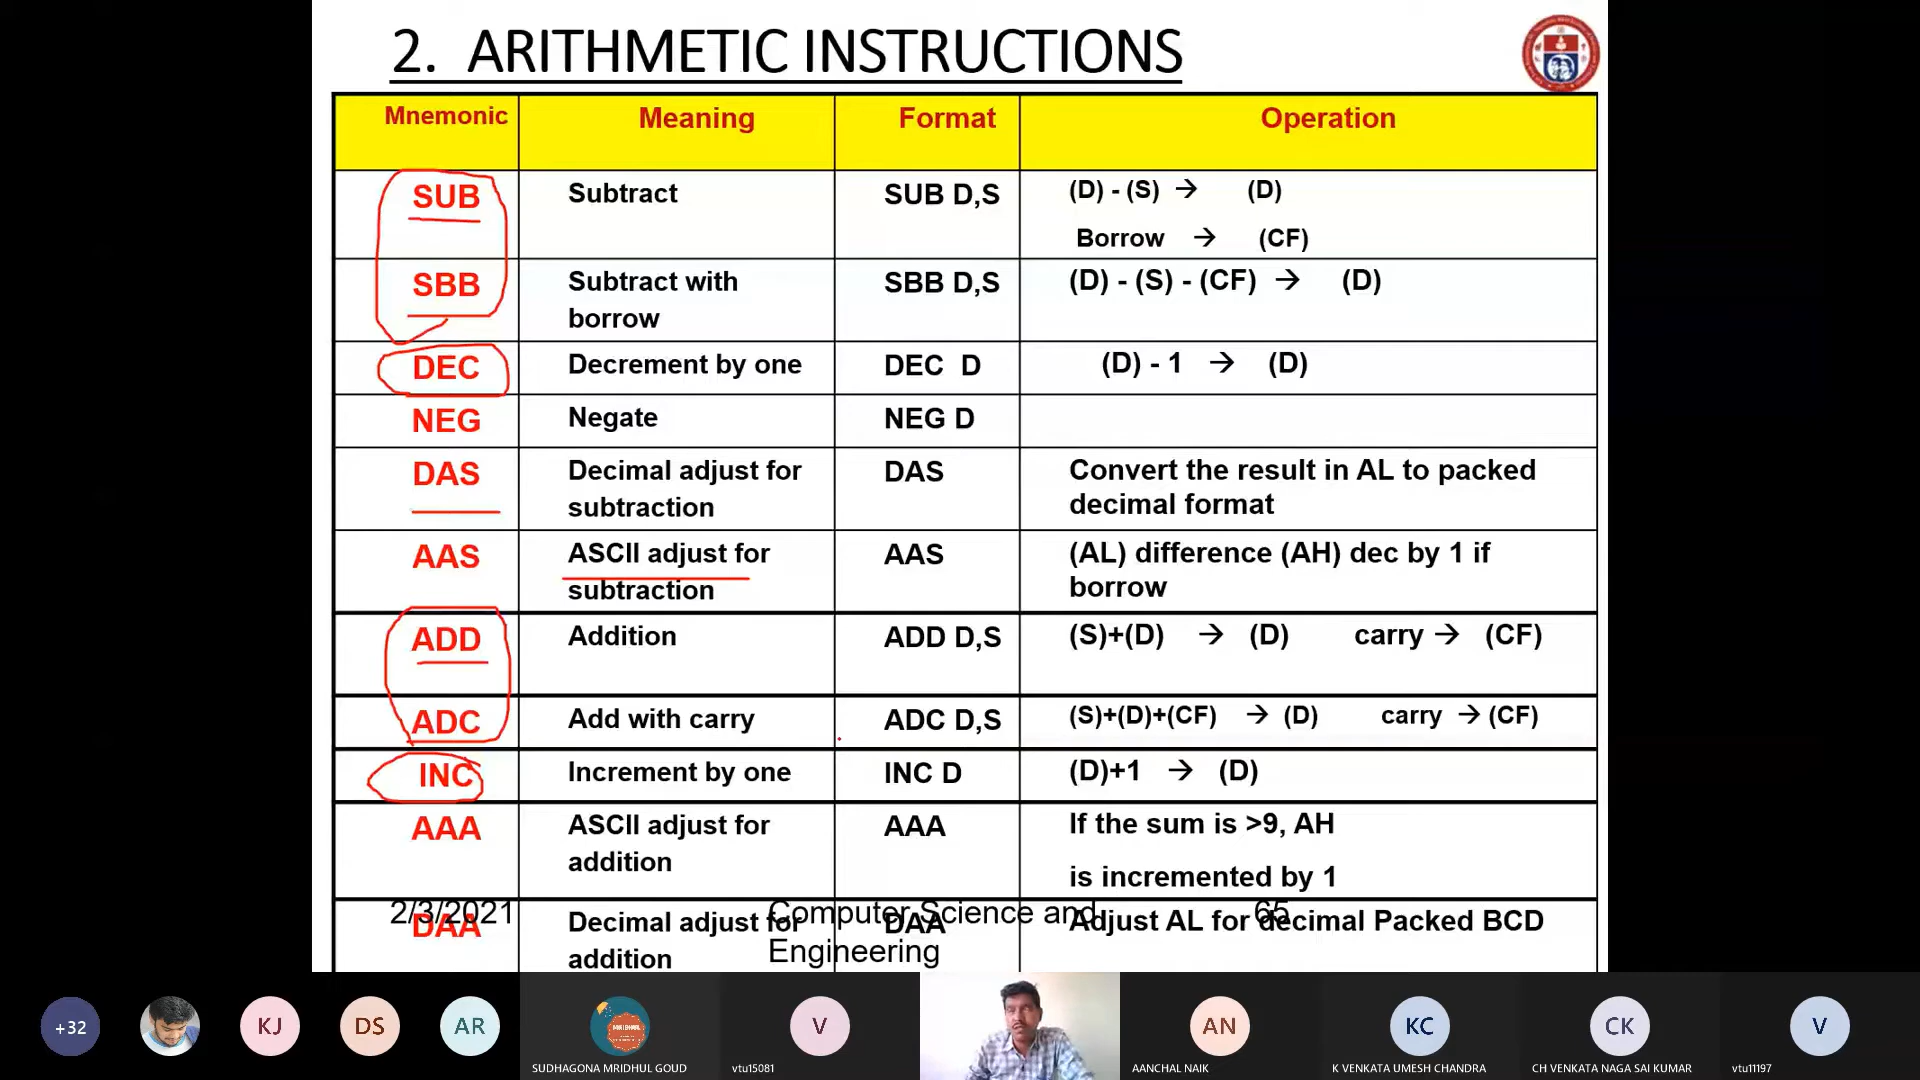 2. ARITHMETIC INSTRUCTIONS
Mnemonic Meaning Format Operation
SUB Subtract SUB D,S (D) - (S) → (D)
Borrow → (CF)
SBB Subtract with SBB D,S (D) - (S) - (CF) → (D)
borrow
DEC Decrement by one DEC D (D) - 1 → (D)
NEG Negate NEG D
DAS Decimal adjust for DAS Convert the result in AL to packed
subtraction decimal format
AAS ASCII adjust for AAS (AL) difference (AH) dec by 1 if
subtraction borrow
ADD Addition ADD D,S (S)+(D) → (D) carry → (CF)
ADC Add with carry ADC D,S (S)+(D)+(CF) → (D) carry → (CF)
INC Increment by one INC D (D)+1 → (D)
AAA ASCII adjust for AAA If the sum is >9, AH
addition is incremented by 1
2/3/2021 Computer Science and 65
Engineering
DAA Decimal adjust for DAA Adjust AL for decimal Packed BCD
addition
+32 KJ DS AR V AN KC CK V
MRIDHUL
SUDHAGONA MRIDHUL GOUD vtu15081 AANCHAL NAIK K VENKATA UMESH CHANDRA CH VENKATA NAGA SAI KUMAR vtu11197